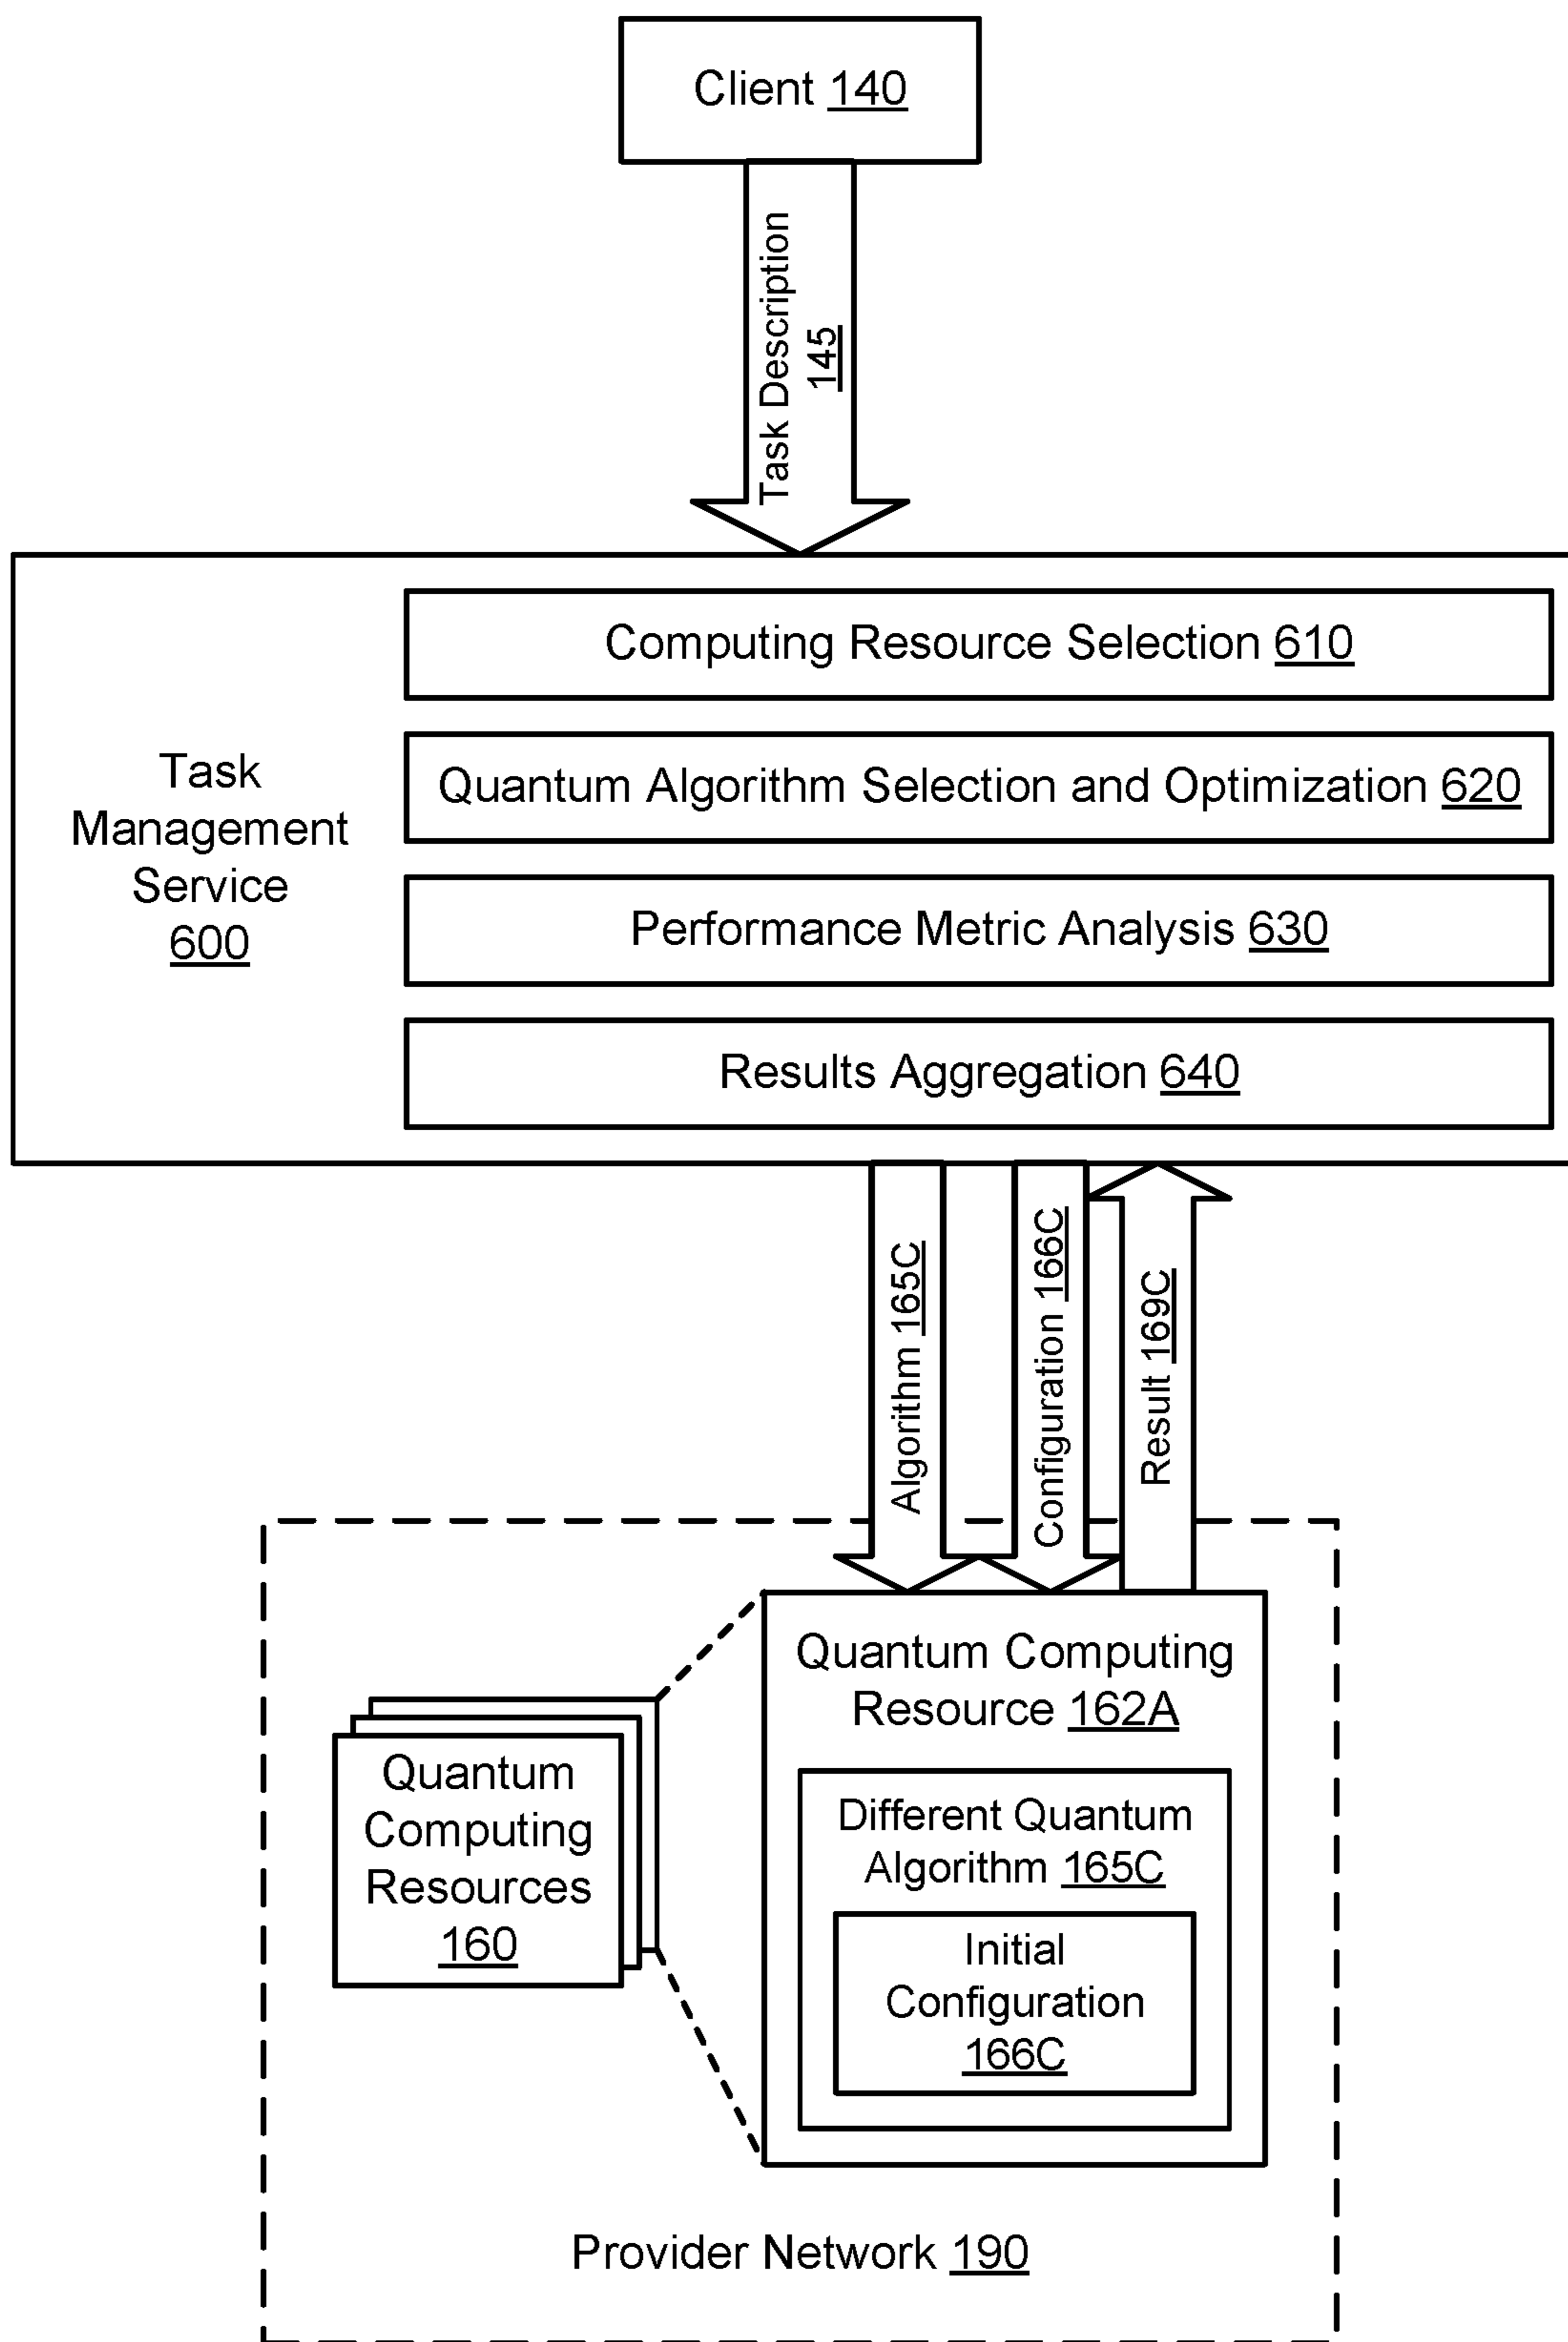 Client 140
Task Description
145
Computing Resource Selection 610
Task
Management
Service
600
Quantum Algorithm Selection and Optimization 620
Performance Metric Analysis 630
Results Aggregation 640
Algorithm 165C
Configuration 166C
Result 169C
Quantum
Computing
Resources
160
Quantum Computing
Resource 162A
Different Quantum
Algorithm 165C
Initial
Configuration
166C
Provider Network 190